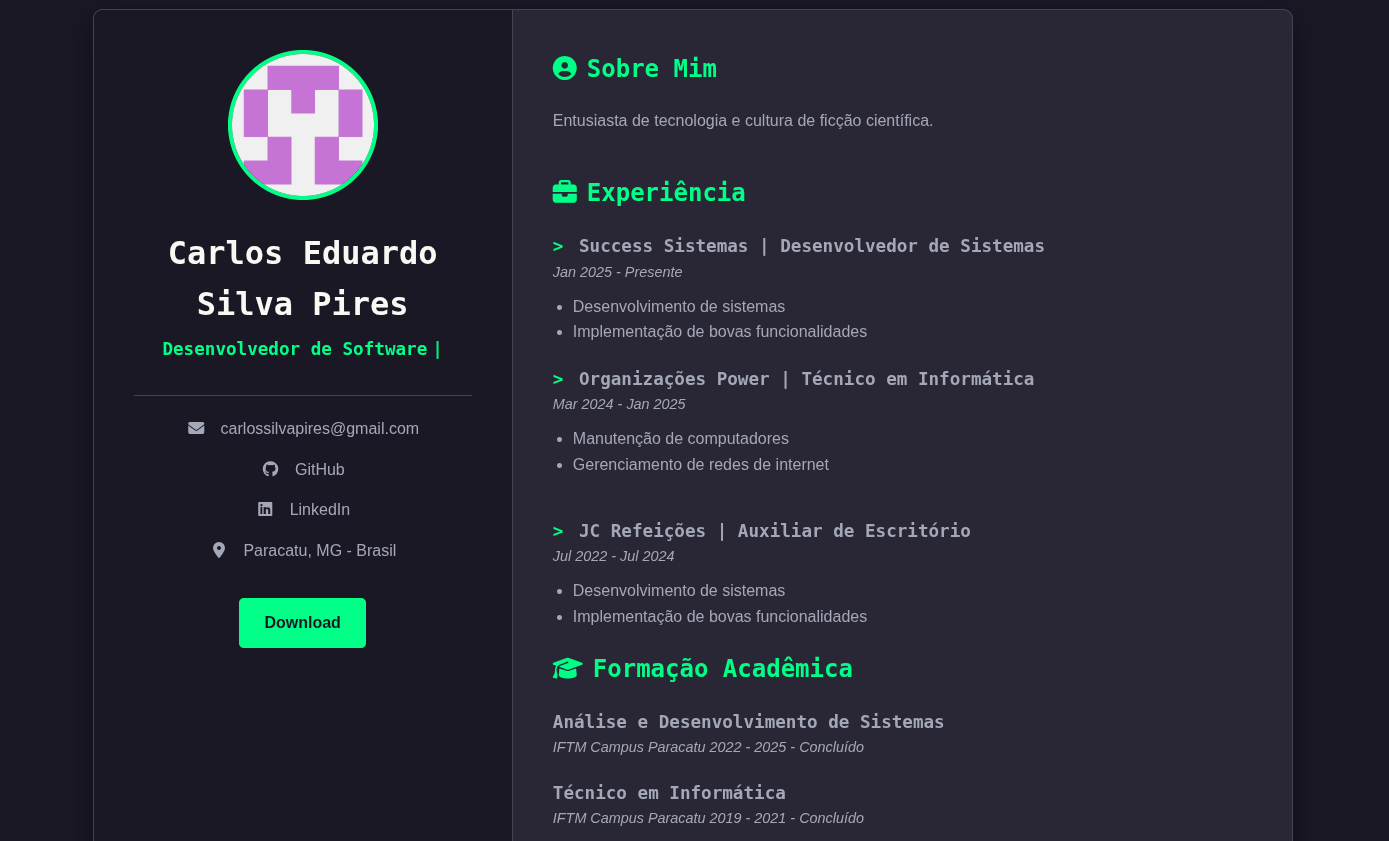 Carlos Eduardo
Silva Pires
Desenvolvedor de Software |
carlossilvapires@gmail.com
GitHub
LinkedIn
Paracatu, MG - Brasil
Download
Sobre Mim
Entusiasta de tecnologia e cultura de ficção científica.
Experiência
> Success Sistemas | Desenvolvedor de Sistemas
Jan 2025 - Presente
• Desenvolvimento de sistemas
• Implementação de bovas funcionalidades
> Organizações Power | Técnico em Informática
Mar 2024 - Jan 2025
• Manutenção de computadores
• Gerenciamento de redes de internet
> JC Refeições | Auxiliar de Escritório
Jul 2022 - Jul 2024
• Desenvolvimento de sistemas
• Implementação de bovas funcionalidades
Formação Acadêmica
Análise e Desenvolvimento de Sistemas
IFTM Campus Paracatu 2022 - 2025 - Concluído
Técnico em Informática
IFTM Campus Paracatu 2019 - 2021 - Concluído